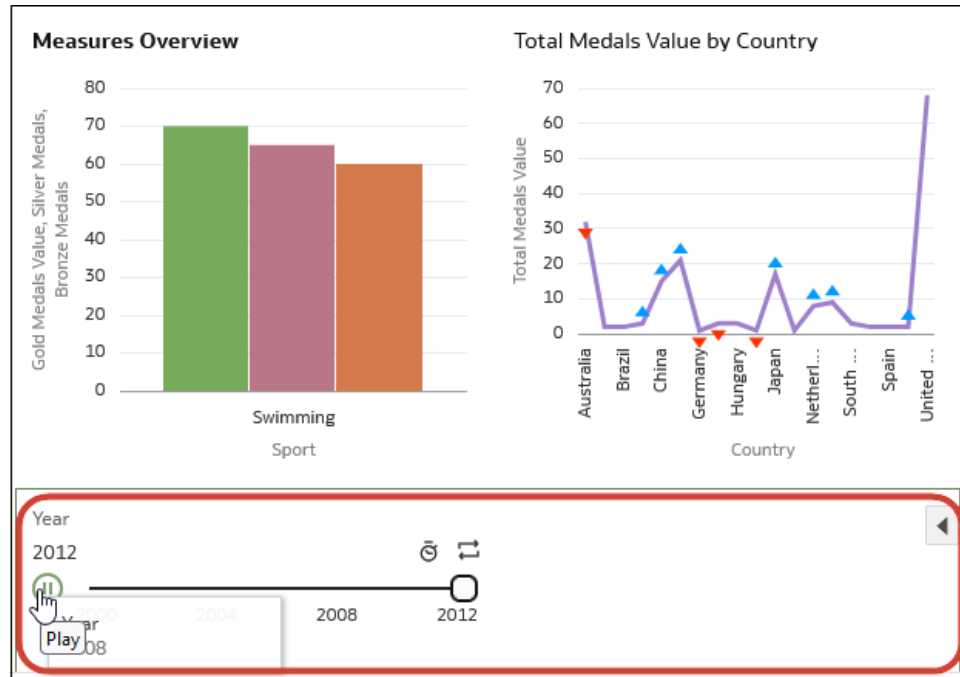 Measures Overview
Total Medals Value by Country
Gold Medals Value, Silver Medals,
Bronze Medals
80
70
60
50
40
30
20
10
0
Swimming
Sport
Total Medals Value
70
60
50
40
30
20
10
0
Australia
Brazil
China
Germany
Hungary
Japan
Netherl...
South ...
Spain
United ...
Country
Year
2012
2000
2004
2008
2012
Play